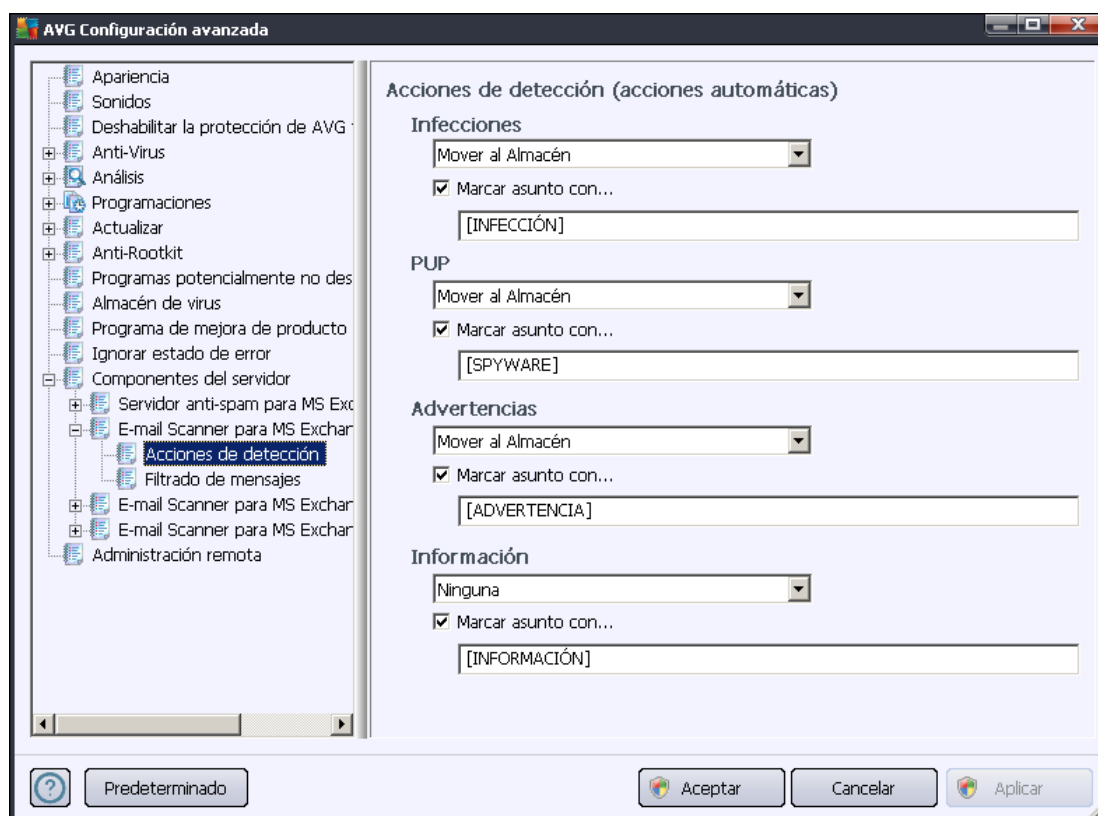 AVG Configuración avanzada
Apariencia
Sonidos
Deshabilitar la protección de AVG
Anti-Virus
Análisis
Programaciones
Actualizar
Anti-Rootkit
Programas potencialmente no des
Almacén de virus
Programa de mejora de producto
Ignorar estado de error
Componentes del servidor
Servidor anti-spam para MS Exc
E-mail Scanner para MS Exchan
Acciones de detección
Filtrado de mensajes
E-mail Scanner para MS Exchan
E-mail Scanner para MS Exchan
Administración remota
Acciones de detección (acciones automáticas)
Infecciones
Mover al Almacén
Marcar asunto con...
[INFECCIÓN]
PUP
Mover al Almacén
Marcar asunto con...
[SPYWARE]
Advertencias
Mover al Almacén
Marcar asunto con...
[ADVERTENCIA]
Información
Ninguna
Marcar asunto con...
[INFORMACIÓN]
Predeterminado
Aceptar
Cancelar
Aplicar